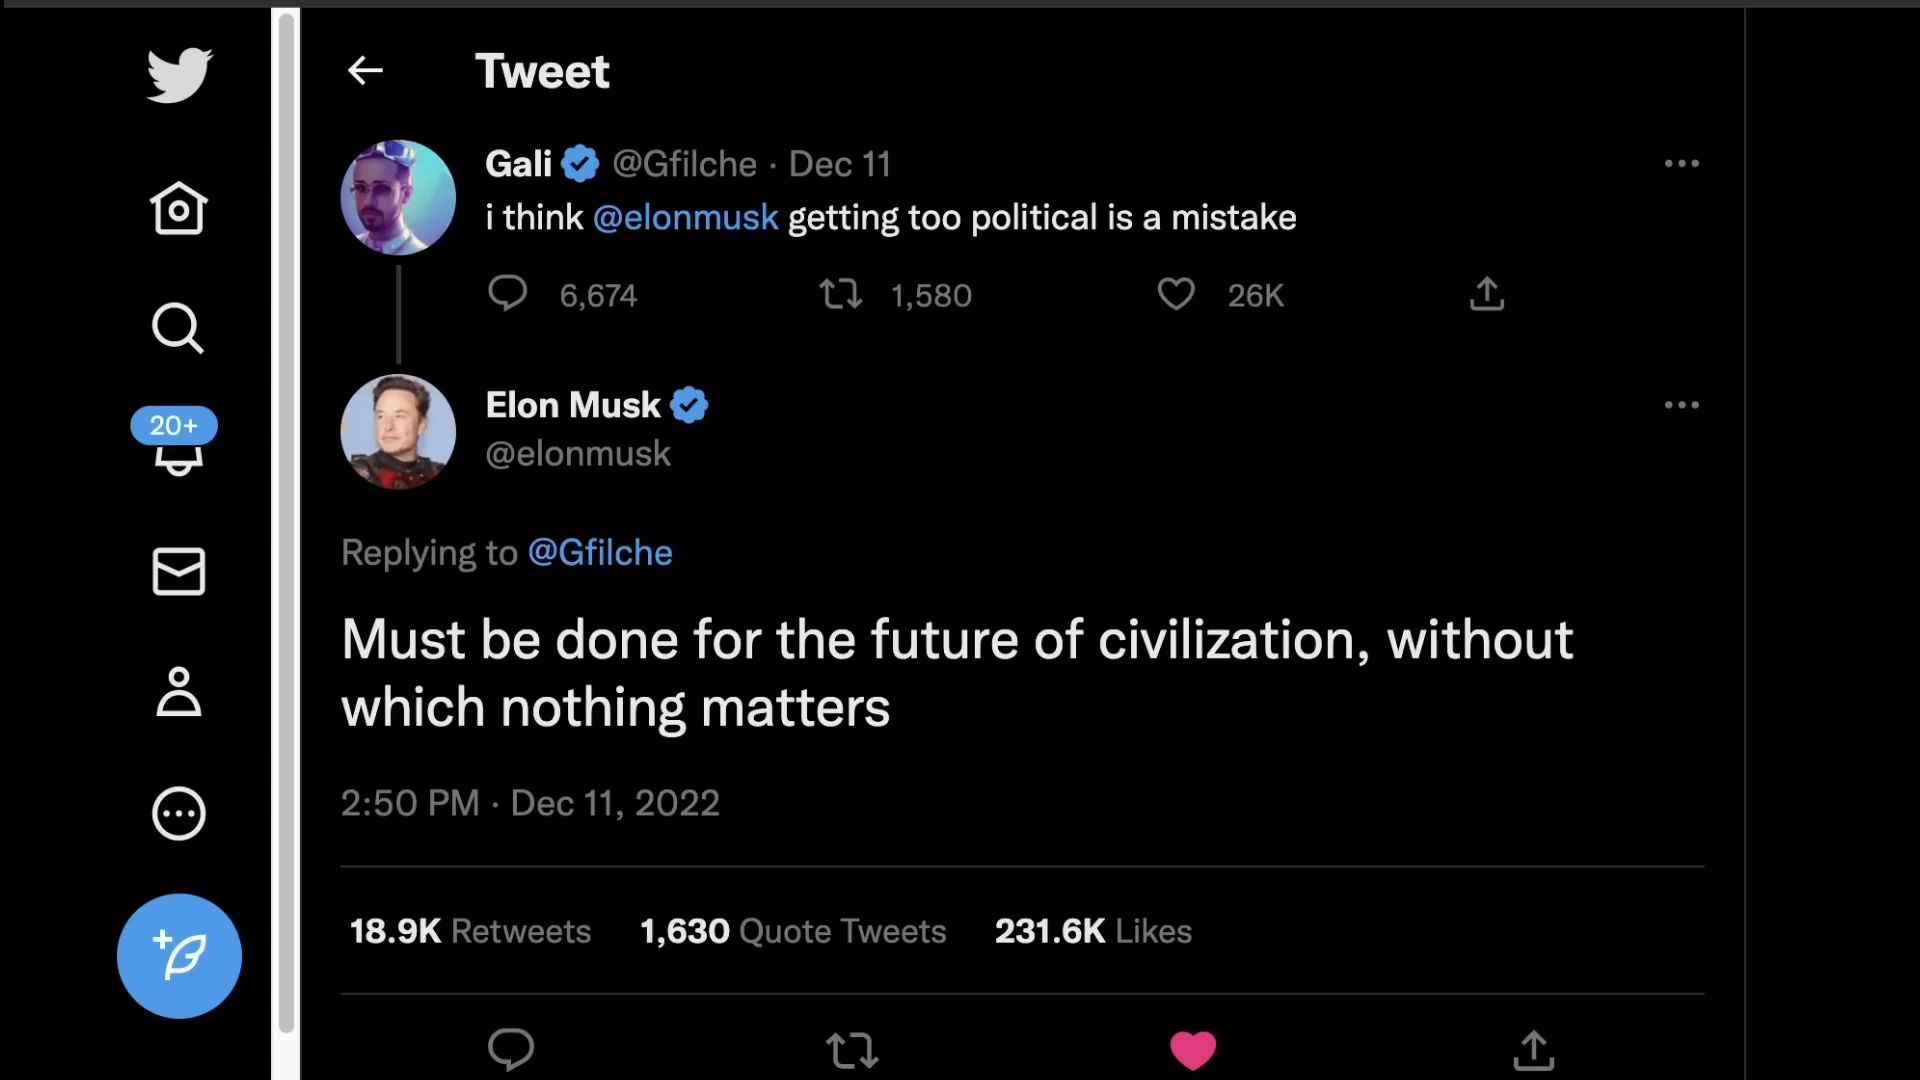 Tweet
Gali @Gfilche · Dec 11
i think @elonmusk getting too political is a mistake
6,674 1,580 26K
Elon Musk
20+
@elonmusk
Replying to @Gfilche
Must be done for the future of civilization, without
which nothing matters
2:50 PM · Dec 11, 2022
18.9K Retweets 1,630 Quote Tweets 231.6K Likes